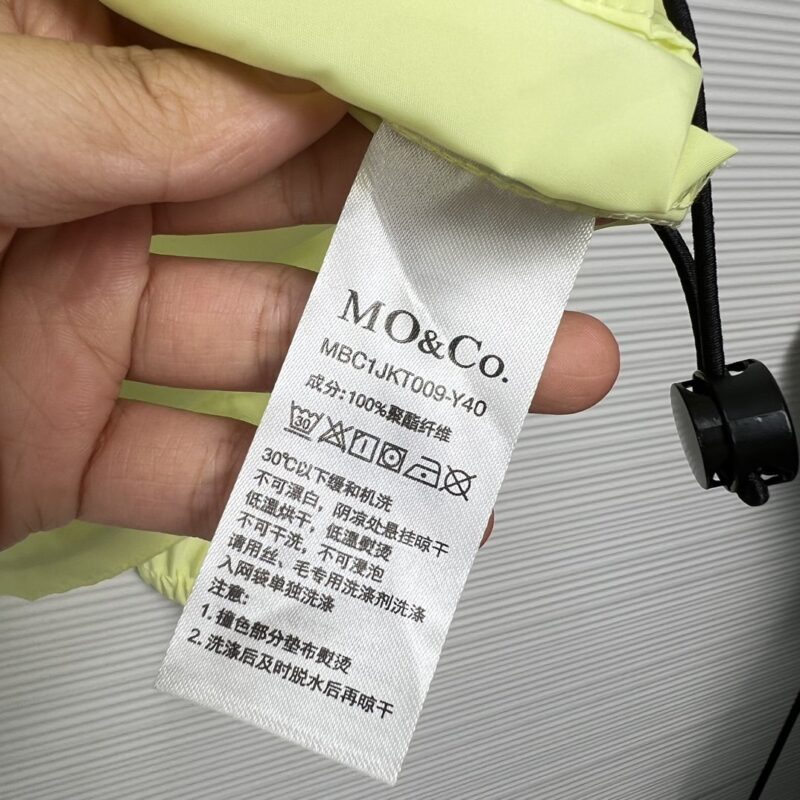 MO&Co.
MBC1JKT009-Y40
成分:100%聚酯纤维
30
30℃以下缓和机洗
不可漂白，阴凉处悬挂晾干
低温烘干，低温熨烫
不可干洗，不可浸泡
请用丝、毛专用洗涤剂洗涤
入网袋单独洗涤
注意:
1. 撞色部分垫布熨烫
2. 洗涤后及时脱水后再晾干